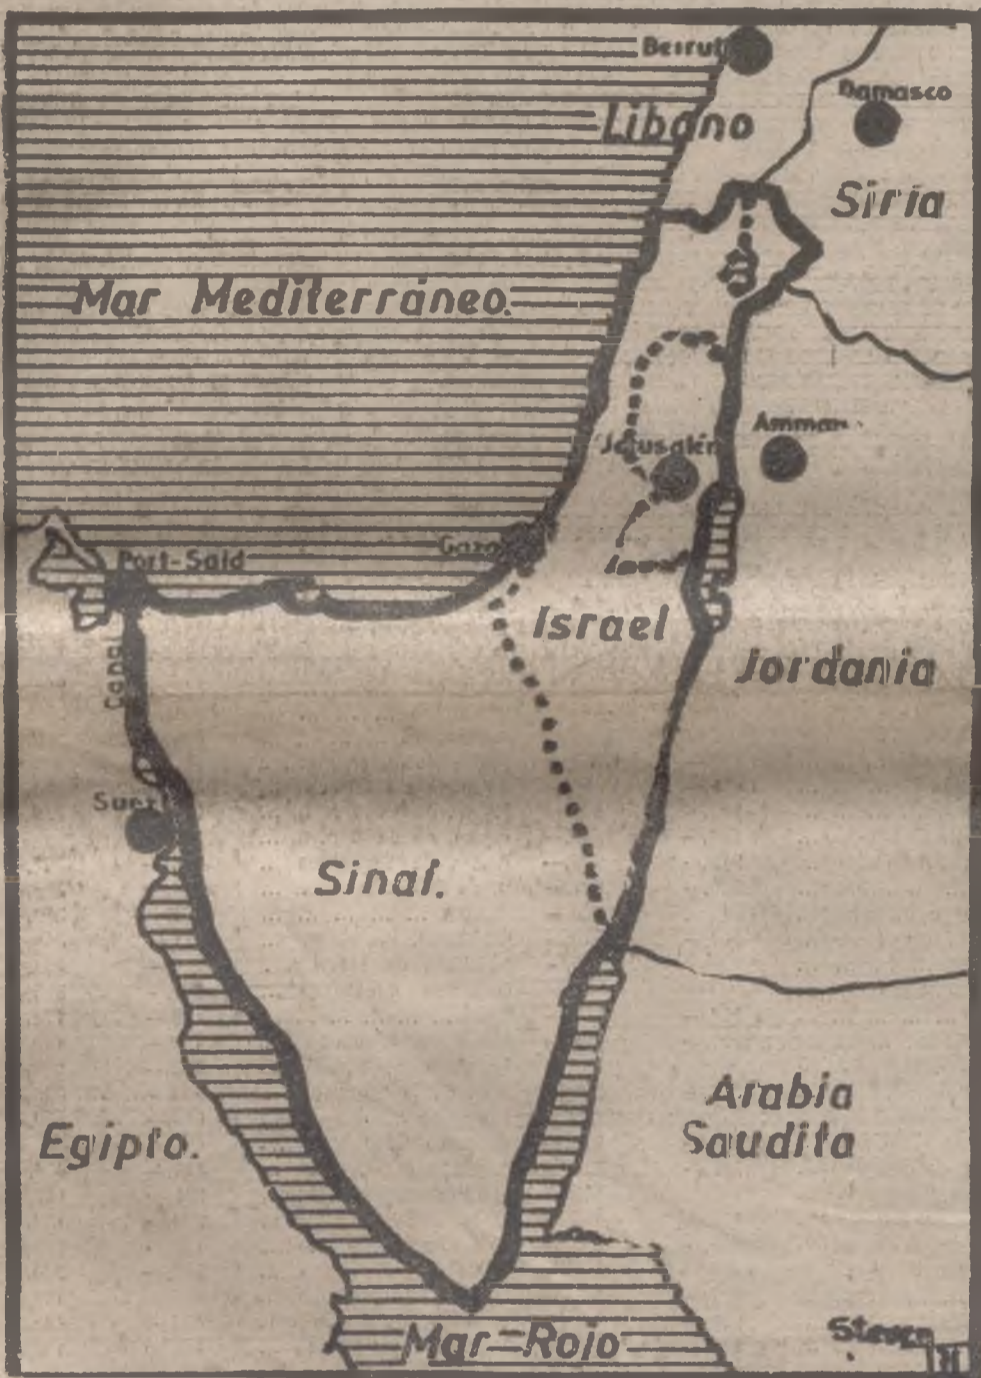 Beirut
Damasco
Líbano
Siria
Mar Mediterráneo.
Amman
Jerusalén
Gaza
Port-Said
Israel
Canal
Jordania
Suez
Sinaí.
Arabia
Saudita
Egipto.
Mar Rojo